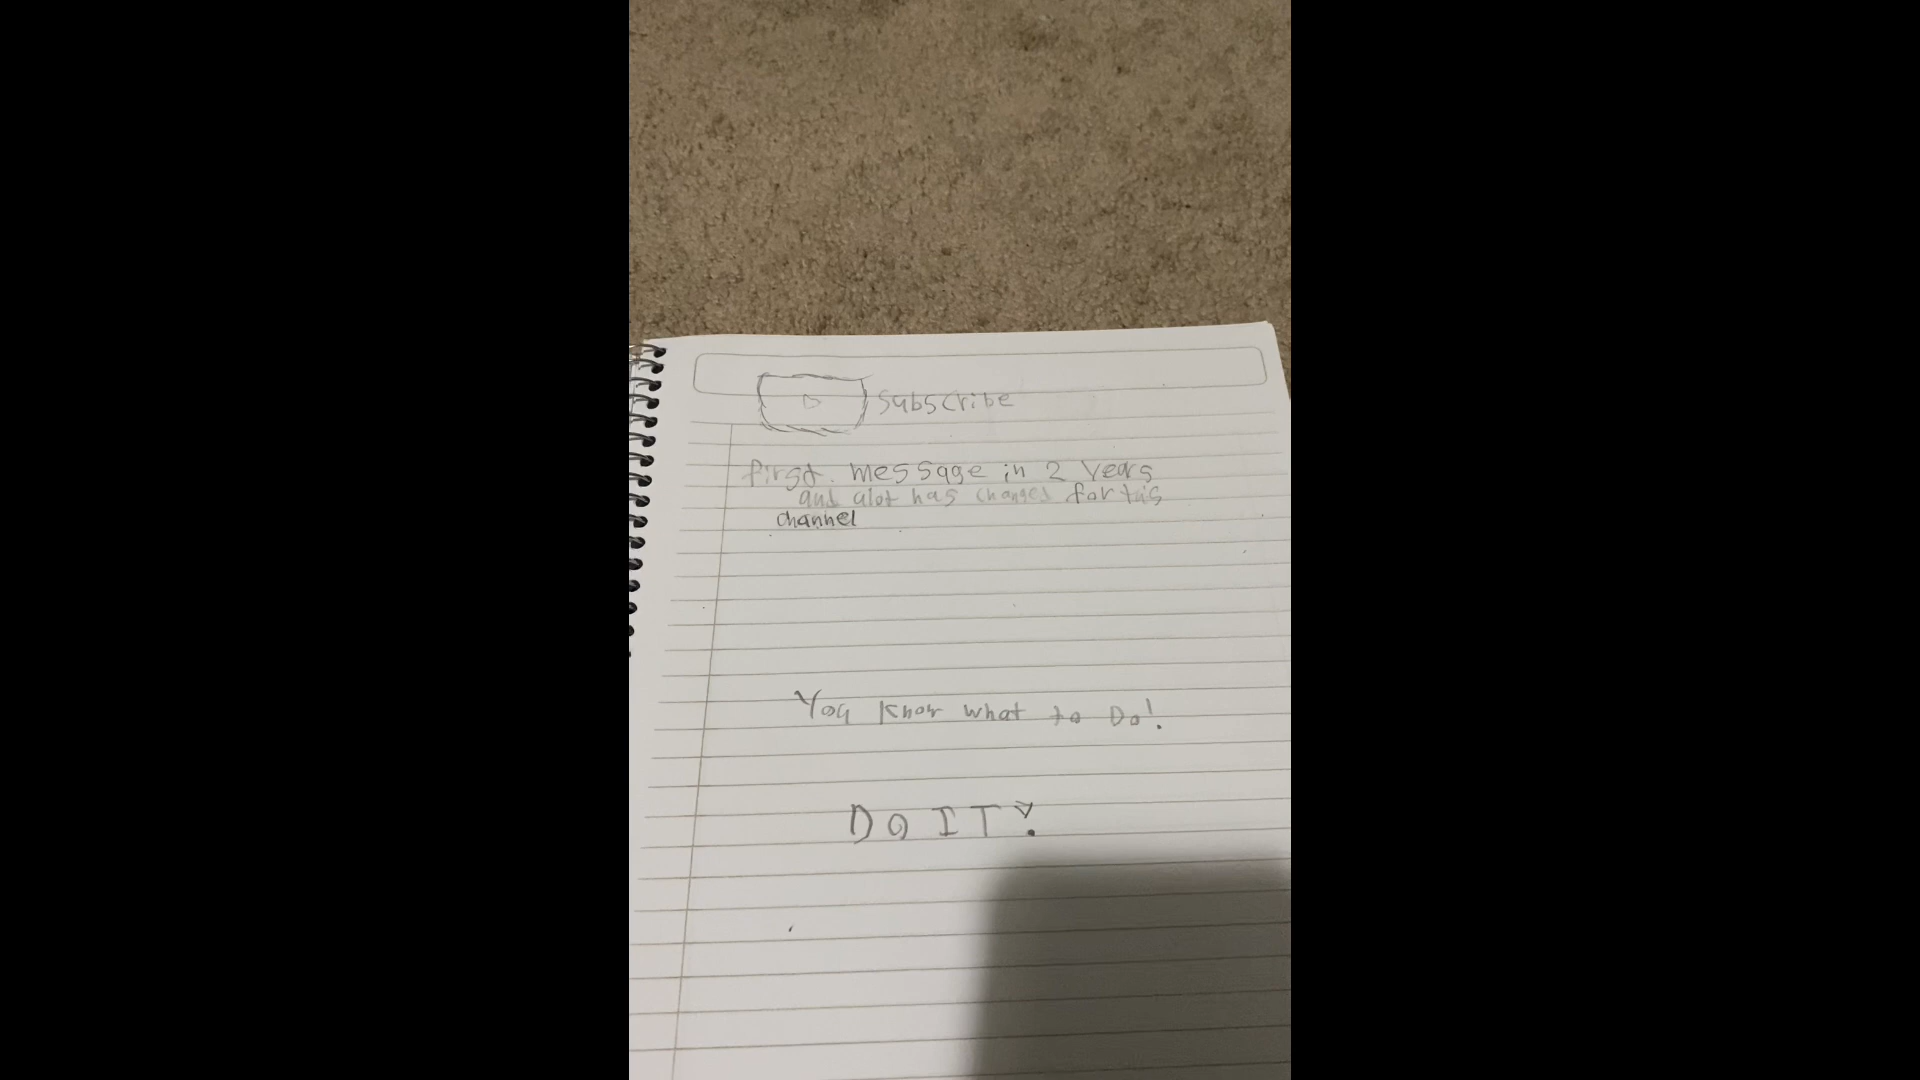 Subscribe
first. message in 2 Years
and alot has changed for this
channel
You Know what to Do!
DO IT!